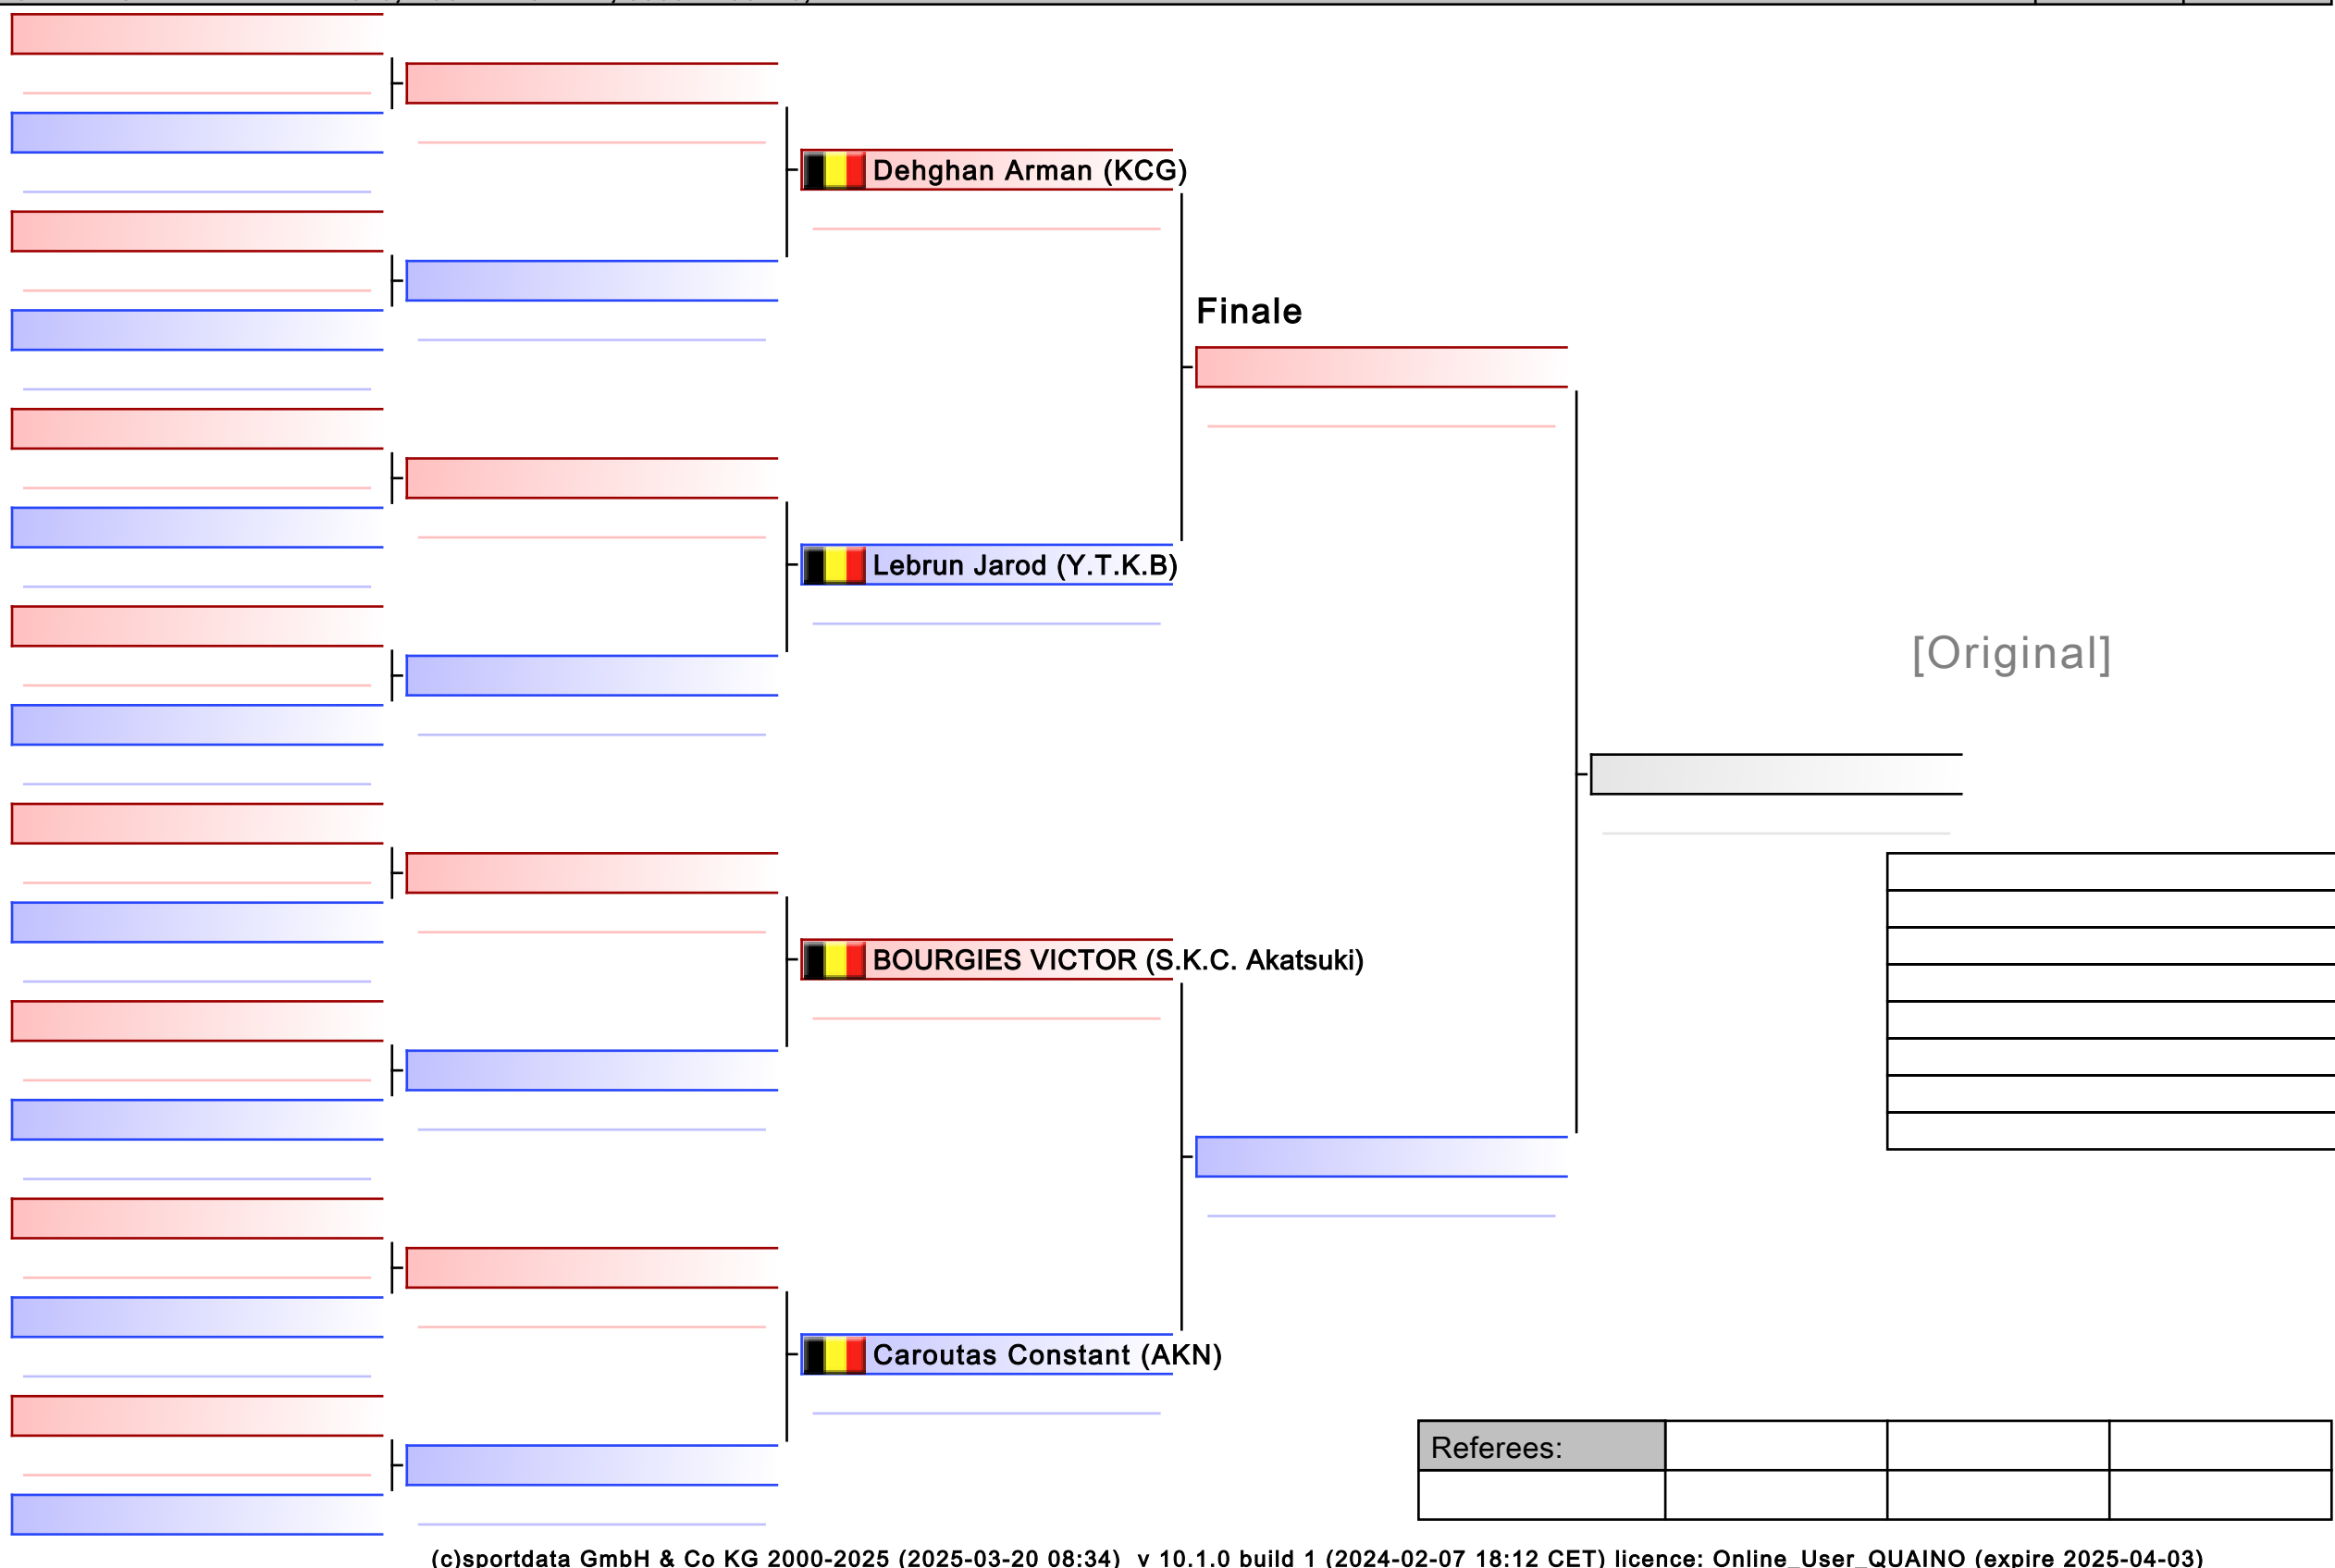 Dehghan Arman (KCG)
Finale
Lebrun Jarod (Y.T.K.B)
[Original]
BOURGIES VICTOR (S.K.C. Akatsuki)
Caroutas Constant (AKN)
Referees:
(c)sportdata GmbH & Co KG 2000-2025 (2025-03-20 08:34) v 10.1.0 build 1 (2024-02-07 18:12 CET) licence: Online_User_QUAINO (expire 2025-04-03)